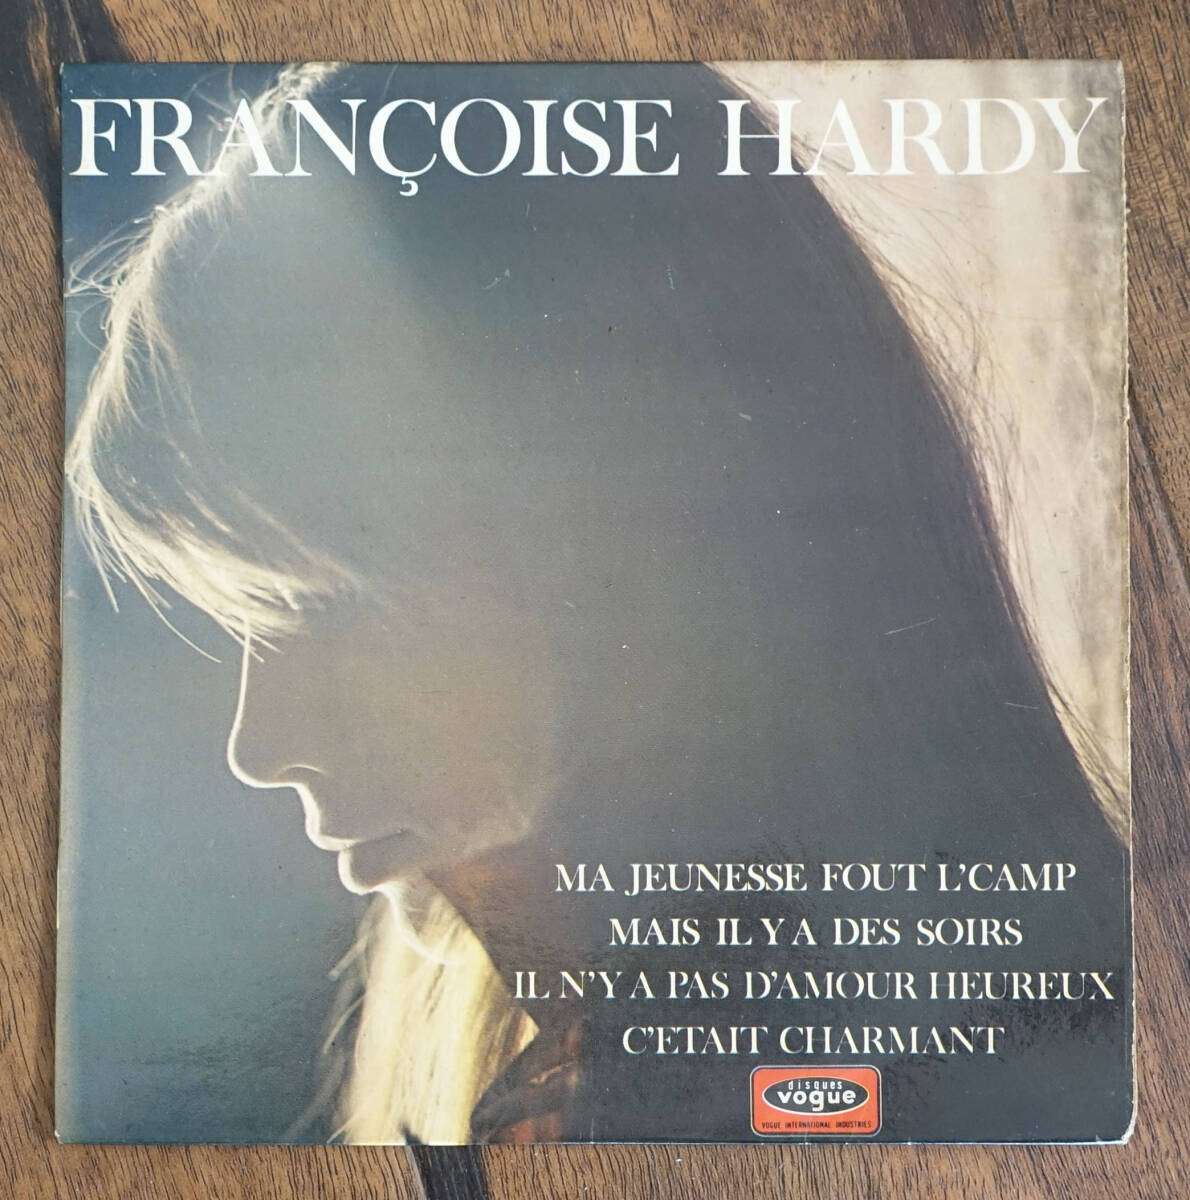 FRANÇOISE HARDY
MA JEUNESSE FOUT L'CAMP
MAIS IL Y A DES SOIRS
IL N'Y A PAS D'AMOUR HEUREUX
C'ETAIT CHARMANT
disques
vogue
VOGUE INTERNATIONAL INDUSTRIES